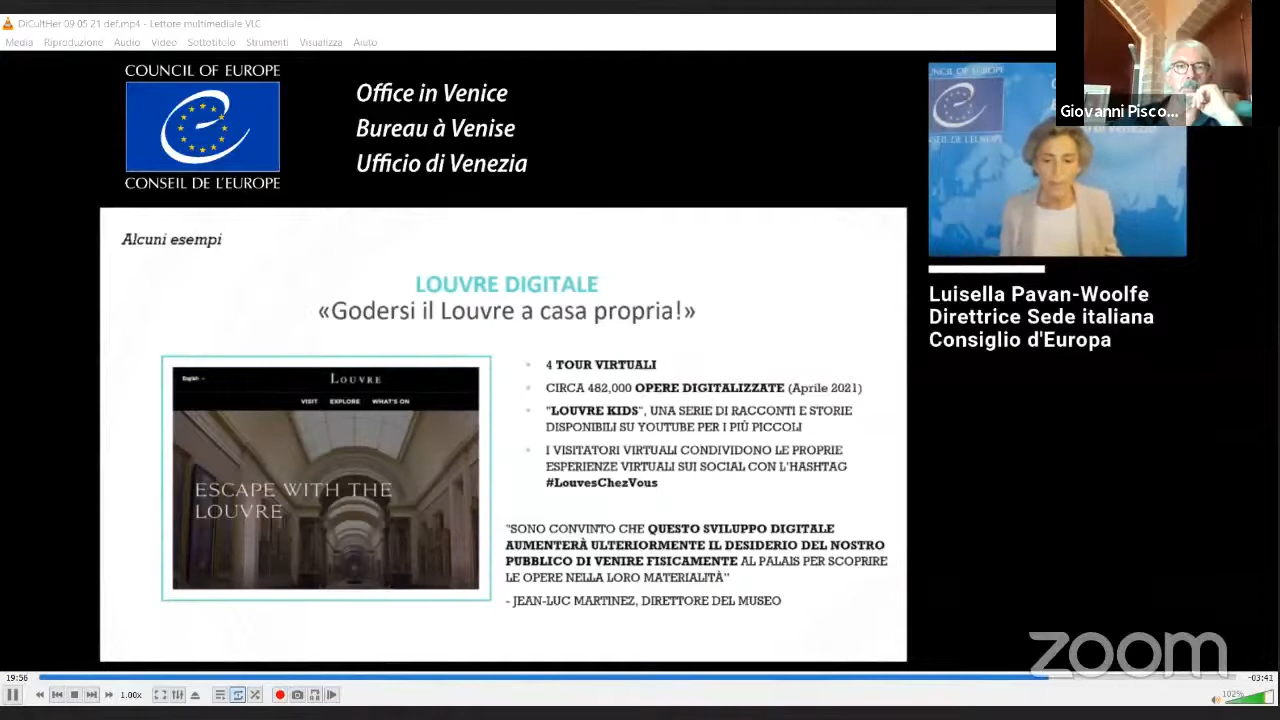 DiCultHer 09 05 21 def.mp4 - Lettore multimediale VLC
Media Riproduzione Audio Video Sottotitolo Strumenti Visualizza Aiuto
Giovanni Pisco...
COUNCIL OF EUROPE
CONSEIL DE L'EUROPE
Office in Venice
Bureau à Venise
Ufficio di Venezia
Alcuni esempi
LOUVRE DIGITALE
«Godersi il Louvre a casa propria!»
English
LOUVRE
VISIT EXPLORE WHAT'S ON
ESCAPE WITH THE
LOUVRE
4 TOUR VIRTUALI
CIRCA 482,000 OPERE DIGITALIZZATE (Aprile 2021)
"LOUVRE KIDS", UNA SERIE DI RACCONTI E STORIE
DISPONIBILI SU YOUTUBE PER I PIÙ PICCOLI
I VISITATORI VIRTUALI CONDIVIDONO LE PROPRIE
ESPERIENZE VIRTUALI SUI SOCIAL CON L'HASHTAG
#LouvesChezVous
"SONO CONVINTO CHE QUESTO SVILUPPO DIGITALE
AUMENTERÀ ULTERIORMENTE IL DESIDERIO DEL NOSTRO
PUBBLICO DI VENIRE FISICAMENTE AL PALAIS PER SCOPRIRE
LE OPERE NELLA LORO MATERIALITÀ"
- JEAN-LUC MARTINEZ, DIRETTORE DEL MUSEO
Luisella Pavan-Woolfe
Direttrice Sede italiana
Consiglio d'Europa
zoom
19:56
-03:41
1.00x
102%